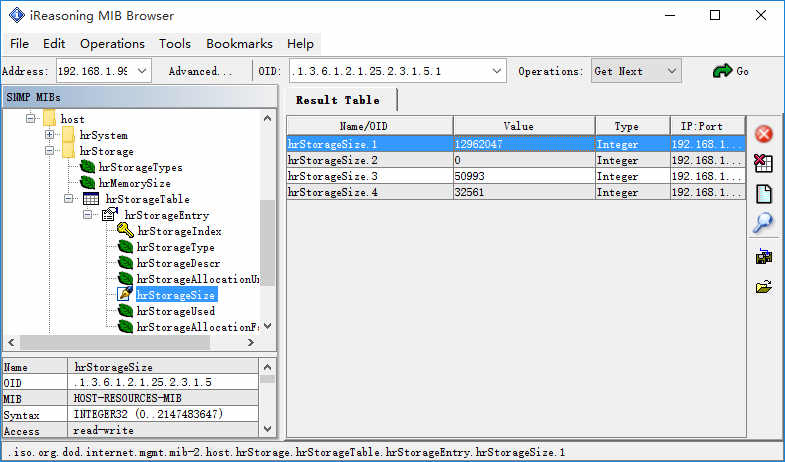 iReasoning MIB Browser
File Edit Operations Tools Bookmarks Help
Address: 192.168.1.99 Advanced... OID: .1.3.6.1.2.1.25.2.3.1.5.1 Operations: Get Next Go
SNMP MIBs
host
hrSystem
hrStorage
hrStorageTypes
hrMemorySize
hrStorageTable
hrStorageEntry
hrStorageIndex
hrStorageType
hrStorageDescr
hrStorageAllocationUn
hrStorageSize
hrStorageUsed
hrStorageAllocationFa
Name hrStorageSize
OID .1.3.6.1.2.1.25.2.3.1.5
MIB HOST-RESOURCES-MIB
Syntax INTEGER32 (0..2147483647)
Access read-write
Result Table
Name/OID Value Type IP:Port
hrStorageSize.1 12962047 Integer 192.168.1...
hrStorageSize.2 0 Integer 192.168.1...
hrStorageSize.3 50993 Integer 192.168.1...
hrStorageSize.4 32561 Integer 192.168.1...
.iso.org.dod.internet.mgmt.mib-2.host.hrStorage.hrStorageTable.hrStorageEntry.hrStorageSize.1